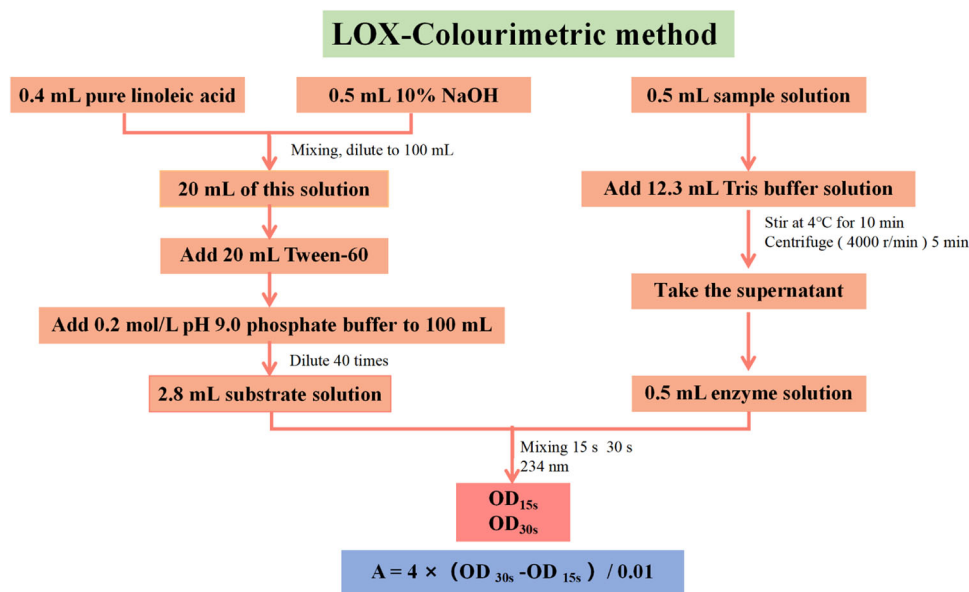 LOX-Colourimetric method
0.4 mL pure linoleic acid
0.5 mL 10% NaOH
0.5 mL sample solution
Mixing, dilute to 100 mL
20 mL of this solution
Add 12.3 mL Tris buffer solution
Stir at 4℃ for 10 min
Centrifuge ( 4000 r/min ) 5 min
Add 20 mL Tween-60
Take the supernatant
Add 0.2 mol/L pH 9.0 phosphate buffer to 100 mL
Dilute 40 times
2.8 mL substrate solution
0.5 mL enzyme solution
Mixing 15 s 30 s
234 nm
OD15s
OD30s
A = 4 × (OD 30s -OD 15s) / 0.01